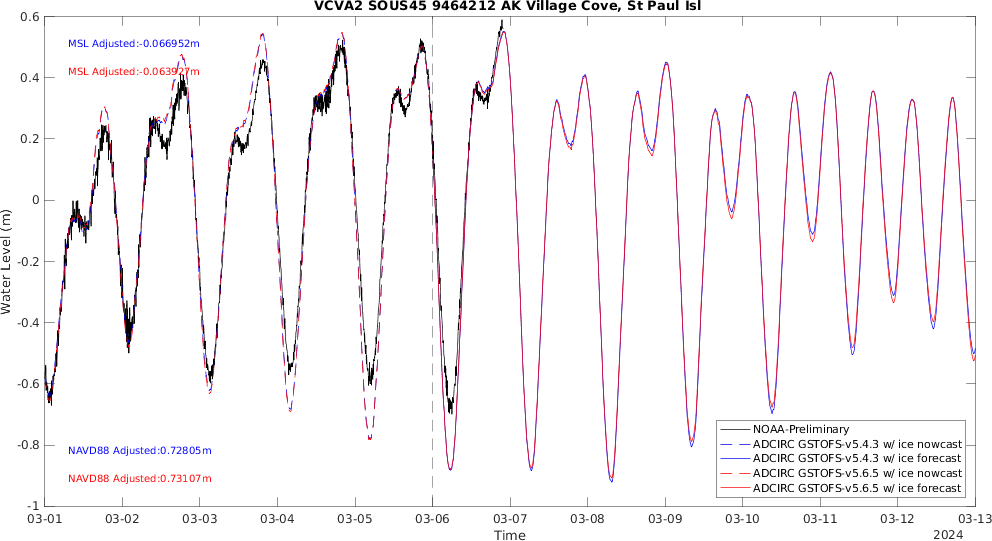 VCVA2 SOUS45 9464212 AK Village Cove, St Paul Isl
0.6
0.4
0.2
0
-0.2
-0.4
-0.6
-0.8
-1
Water Level (m)
MSL Adjusted:-0.066952m
MSL Adjusted:-0.063927m
NAVD88 Adjusted:0.72805m
NAVD88 Adjusted:0.73107m
NOAA-Preliminary
ADCIRC GSTOFS-v5.4.3 w/ ice nowcast
ADCIRC GSTOFS-v5.4.3 w/ ice forecast
ADCIRC GSTOFS-v5.6.5 w/ ice nowcast
ADCIRC GSTOFS-v5.6.5 w/ ice forecast
03-01 03-02 03-03 03-04 03-05 03-06 03-07 03-08 03-09 03-10 03-11 03-12 03-13
Time
2024